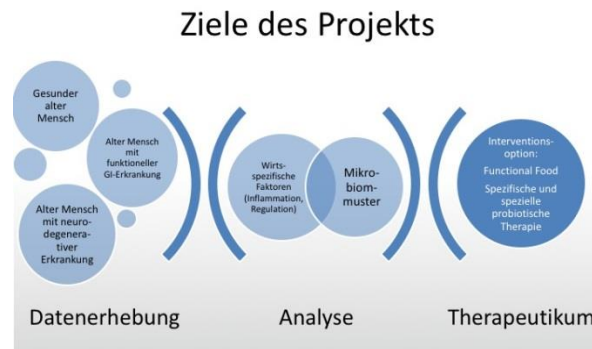 Ziele des Projekts
Gesunder
alter
Mensch
Alter Mensch
mit
funktioneller
GI-Erkrankung
Alter Mensch
mit neuro-
degenera-
tiver
Erkrankung
Wirts-
spezifische
Faktoren
(Inflammation,
Regulation)
Mikro-
biom-
muster
Interventions-
option:
Functional Food
Spezifische und
spezielle
probiotische
Therapie
Datenerhebung
Analyse
Therapeutikum